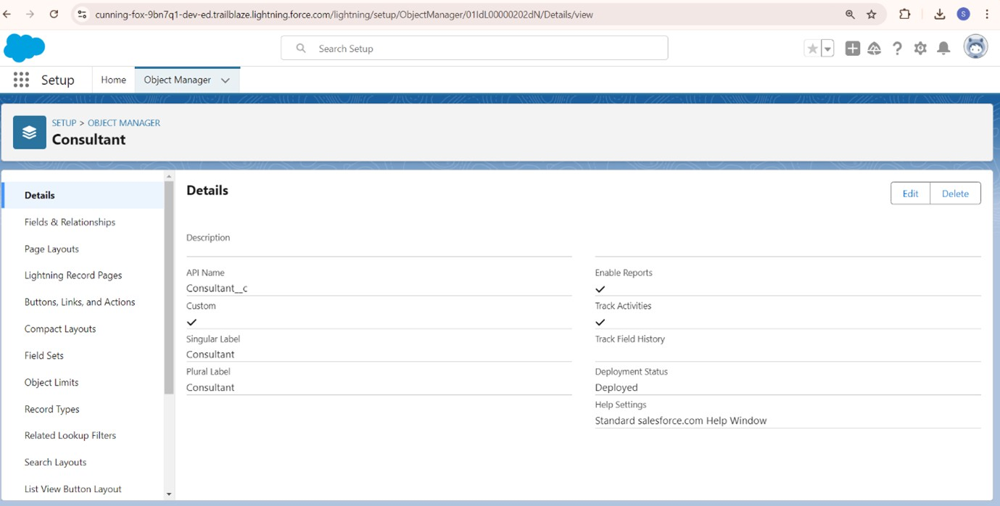 cunning-fox-9bn7q1-dev-ed.trailblaze.lightning.force.com/lightning/setup/ObjectManager/01IdL00000202dN/Details/view
S
Search Setup
Setup
Home
Object Manager
SETUP > OBJECT MANAGER
Consultant
Details
Fields & Relationships
Page Layouts
Lightning Record Pages
Buttons, Links, and Actions
Compact Layouts
Field Sets
Object Limits
Record Types
Related Lookup Filters
Search Layouts
List View Button Layout
Details
Edit
Delete
Description
API Name
Consultant__c
Custom
Singular Label
Consultant
Plural Label
Consultant
Enable Reports
Track Activities
Track Field History
Deployment Status
Deployed
Help Settings
Standard salesforce.com Help Window